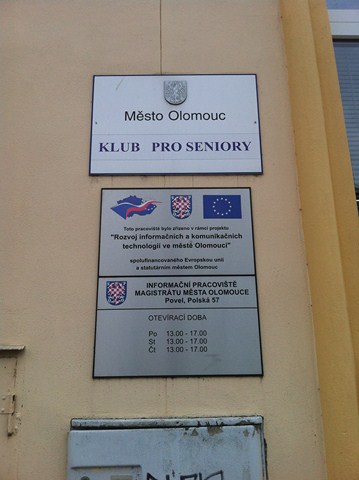 Město Olomouc
KLUB PRO SENIORY
Toto pracoviště bylo zřízeno v rámci projektu
"Rozvoj informačních a komunikačních
technologií ve městě Olomouci"
spolufinancovaného Evropskou unií
a statutárním městem Olomouc
INFORMAČNÍ PRACOVIŠTĚ
MAGISTRÁTU MĚSTA OLOMOUCE
Povel, Polská 57
OTEVÍRACÍ DOBA
Po 13.00 - 17.00
St 13.00 - 17.00
Čt 13.00 - 17.00